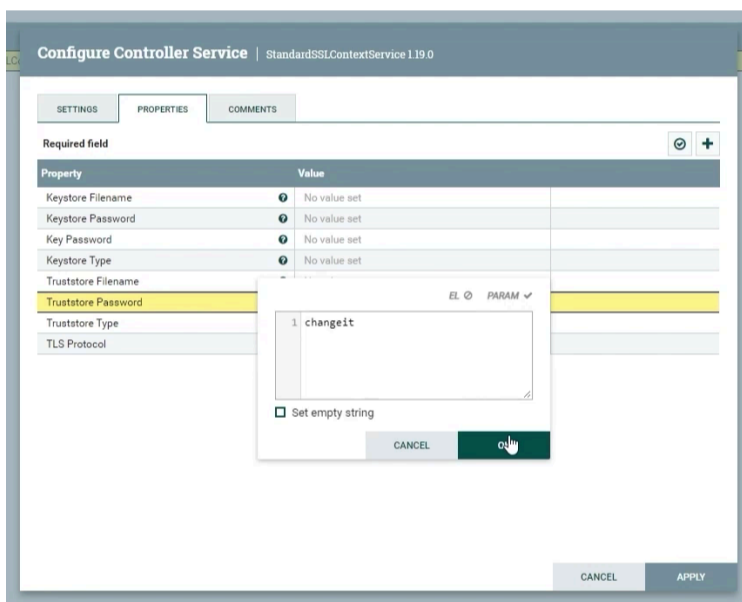 Configure Controller Service | StandardSSLContextService 1.19.0
SETTINGS PROPERTIES COMMENTS
Required field
Property Value
Keystore Filename No value set
Keystore Password No value set
Key Password No value set
Keystore Type No value set
Truststore Filename
Truststore Password
Truststore Type
TLS Protocol
EL PARAM
1 changeit
Set empty string
CANCEL
CANCEL APPLY